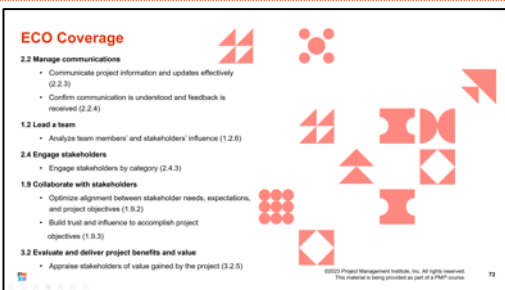 ECO Coverage
2.2 Manage communications
• Communicate project information and updates effectively
(2.2.3)
• Confirm communication is understood and feedback is
received (2.2.4)
1.2 Lead a team
• Analyze team members' and stakeholders' influence (1.2.6)
2.4 Engage stakeholders
• Engage stakeholders by category (2.4.3)
1.9 Collaborate with stakeholders
• Optimize alignment between stakeholder needs, expectations,
and project objectives (1.9.2)
• Build trust and influence to accomplish project
objectives (1.9.3)
3.2 Evaluate and deliver project benefits and value
• Appraise stakeholders of value gained by the project (3.2.5)
©2023 Project Management Institute, Inc. All rights reserved.
This material is being provided as part of a PMI® course.
72